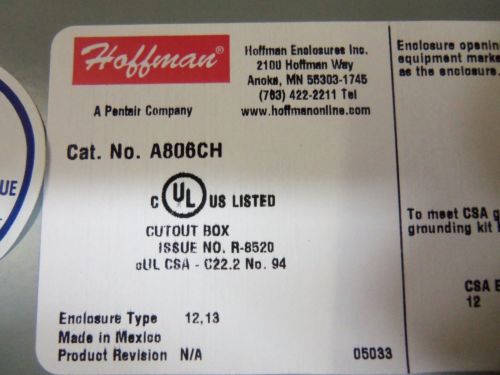 Hoffman
A Pentair Company
Hoffman Enclosures Inc.
2100 Hoffman Way
Anoka, MN 55303-1745
(763) 422-2211 Tel
www.hoffmanonline.com
Cat. No. A806CH
C UL US LISTED
CUTOUT BOX
ISSUE NO. R-8520
cUL CSA - C22.2 No. 94
Enclosure Type 12,13
Made in Mexico
Product Revision N/A
05033
Enclosure opening
equipment marke
as the enclosure.
To meet CSA g
grounding kit
CSA E
12
UE